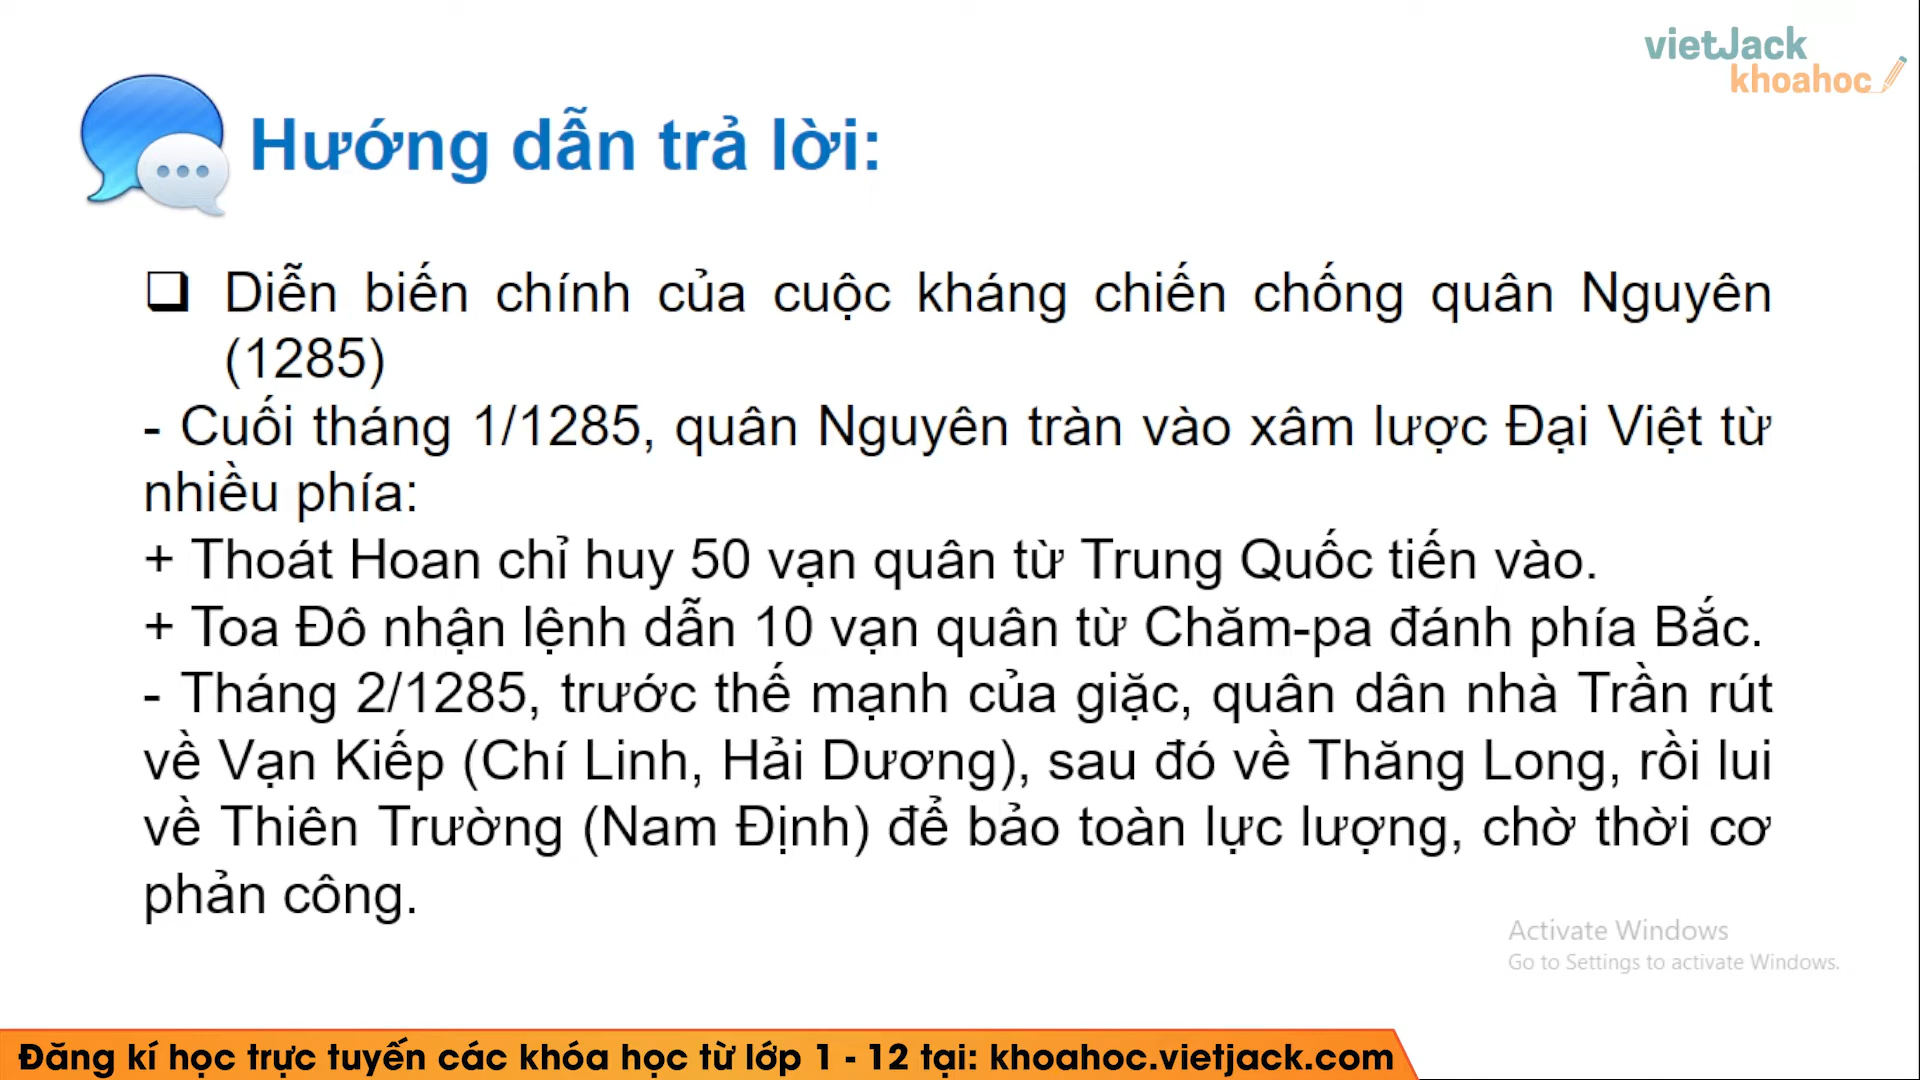 vietJack
khoahoc
Hướng dẫn trả lời:
❑ Diễn biến chính của cuộc kháng chiến chống quân Nguyên
(1285)
- Cuối tháng 1/1285, quân Nguyên tràn vào xâm lược Đại Việt từ
nhiều phía:
+ Thoát Hoan chỉ huy 50 vạn quân từ Trung Quốc tiến vào.
+ Toa Đô nhận lệnh dẫn 10 vạn quân từ Chăm-pa đánh phía Bắc.
- Tháng 2/1285, trước thế mạnh của giặc, quân dân nhà Trần rút
về Vạn Kiếp (Chí Linh, Hải Dương), sau đó về Thăng Long, rồi lui
về Thiên Trường (Nam Định) để bảo toàn lực lượng, chờ thời cơ
phản công.
Activate Windows
Go to Settings to activate Windows.
Đăng kí học trực tuyến các khóa học từ lớp 1 - 12 tại: khoahoc.vietjack.com